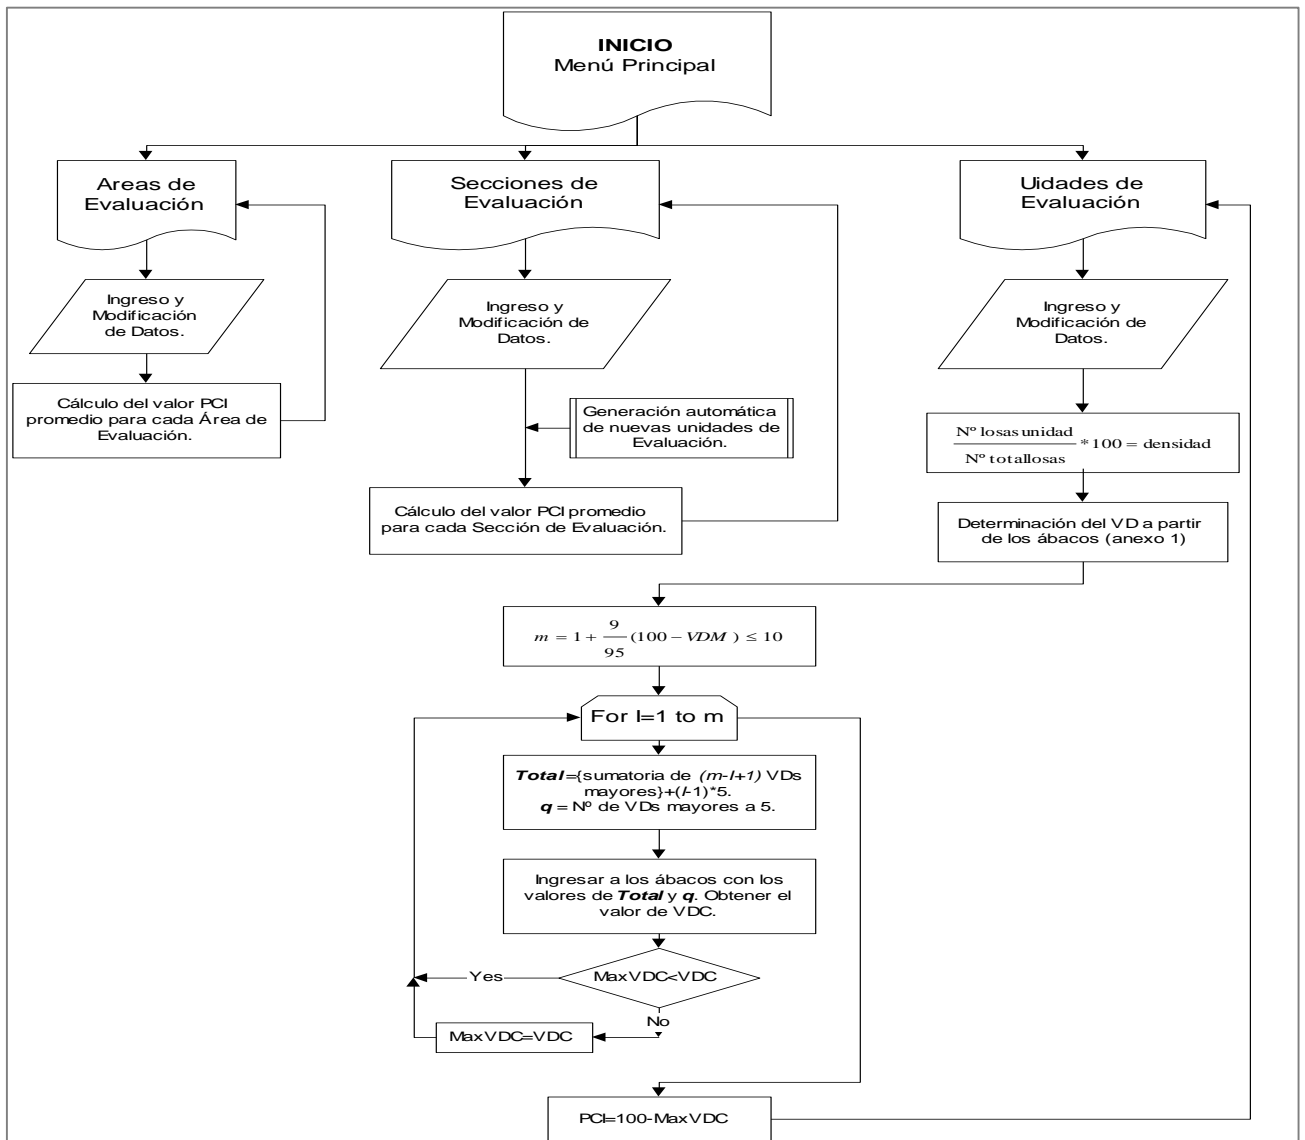 INICIO
Menú Principal
Areas de
Evaluación
Secciones de
Evaluación
Uidades de
Evaluación
Ingreso y
Modificación
de Datos.
Ingreso y
Modificación de
Datos.
Ingreso y
Modificación de
Datos.
Cálculo del valor PCI
promedio para cada Área de
Evaluación.
Generación automática
de nuevas unidades de
Evaluación.
Nº losas unidad
Nº total losas
*100 = densidad
Cálculo del valor PCI promedio
para cada Sección de Evaluación.
Determinación del VD a partir
de los ábacos (anexo 1)
m = 1 + 9/95 (100 − VDM ) ≤ 10
For I=1 to m
Total={sumatoria de (m-I+1) VDs
mayores}+(I-1)*5.
q = Nº de VDs mayores a 5.
Ingresar a los ábacos con los
valores de Total y q. Obtener el
valor de VDC.
MaxVDC<VDC
Yes
No
MaxVDC=VDC
PCI=100-MaxVDC